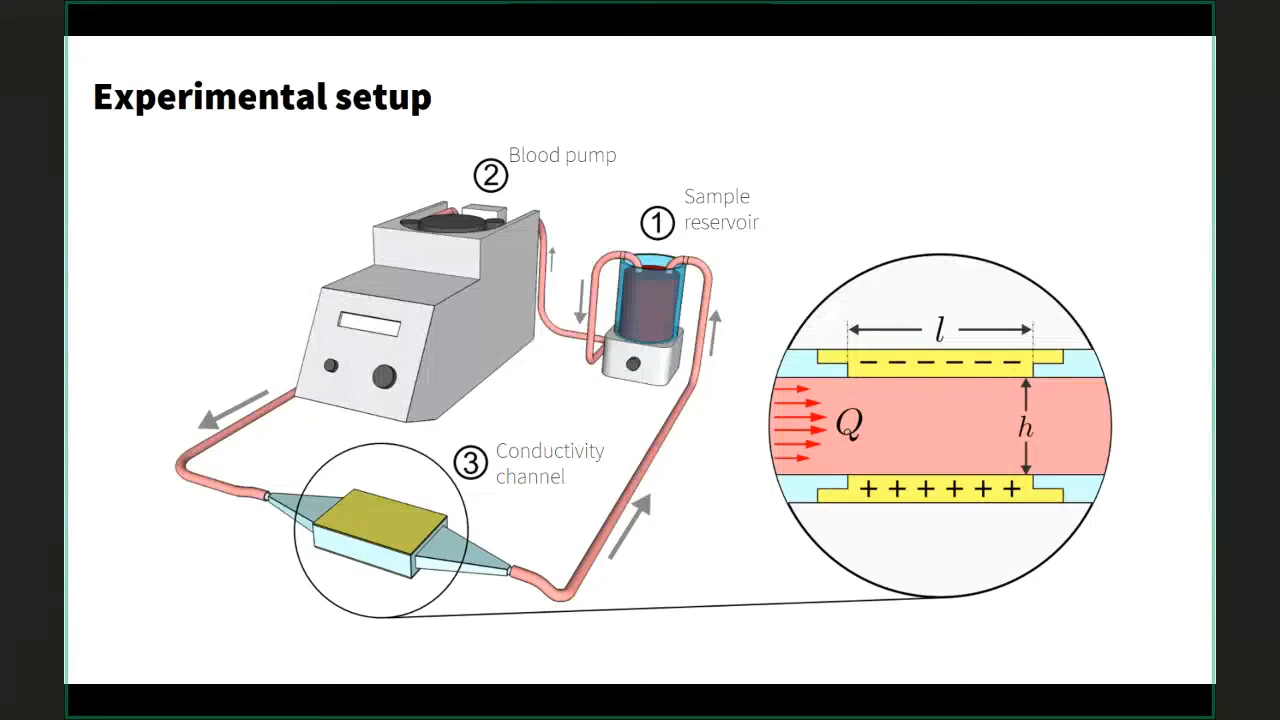 Experimental setup
② Blood pump
① Sample
reservoir
③ Conductivity
channel
l
− − − − − −
Q
h
+ + + + + +